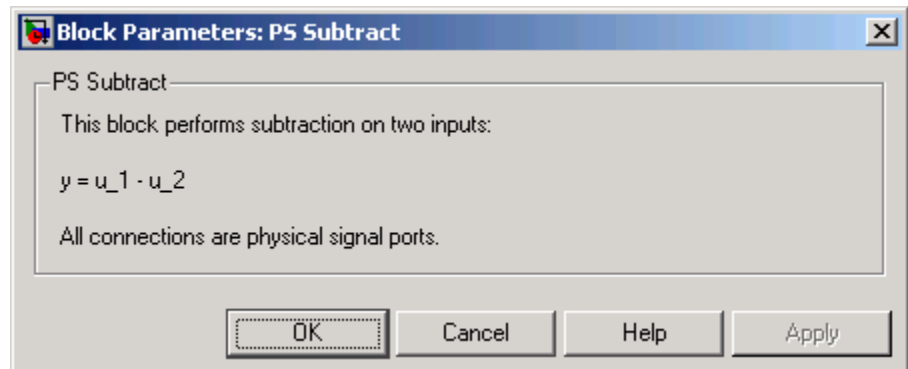 Block Parameters: PS Subtract
PS Subtract
This block performs subtraction on two inputs:
y = u_1 - u_2
All connections are physical signal ports.
OK
Cancel
Help
Apply